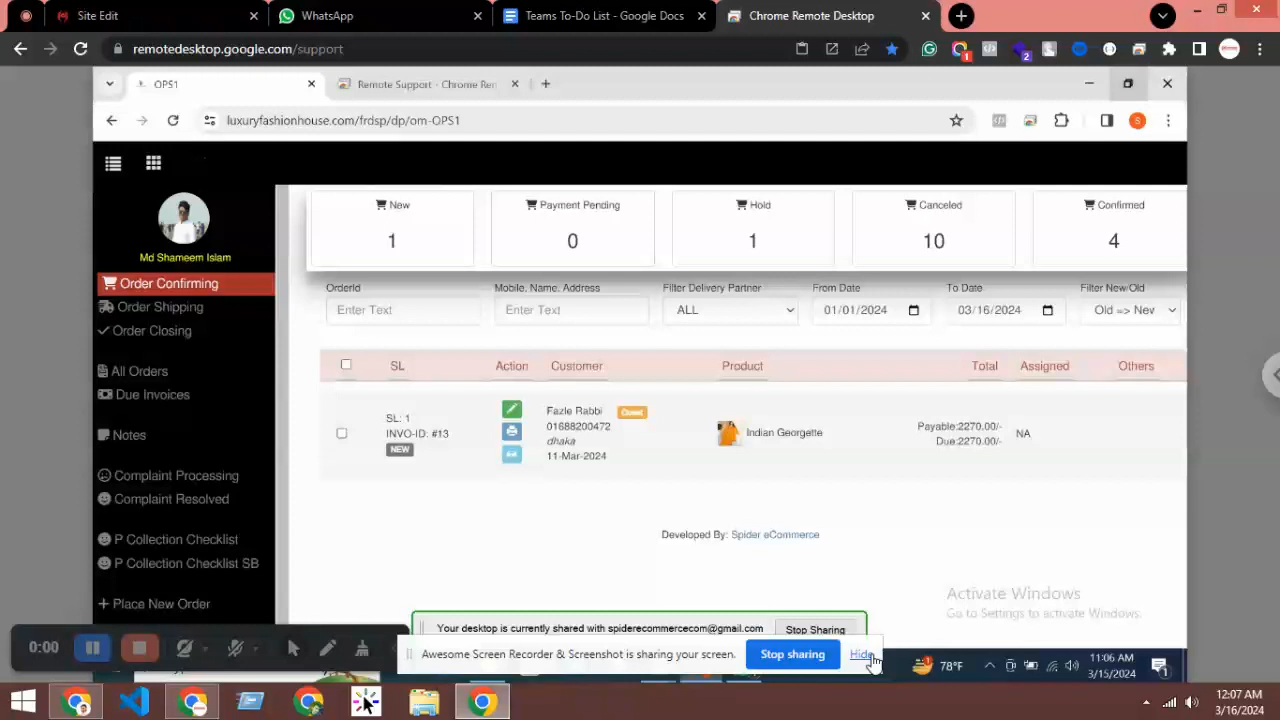 Site Edit
WhatsApp
Teams To-Do List - Google Docs
Chrome Remote Desktop
remotedesktop.google.com/support
1
2
OPS1
Remote Support - Chrome Rem
luxuryfashionhouse.com/frdsp/dp/om-OPS1
S
Md Shameem Islam
Order Confirming
Order Shipping
Order Closing
All Orders
Due Invoices
Notes
Complaint Processing
Complaint Resolved
P Collection Checklist
P Collection Checklist SB
+ Place New Order
New
1
Payment Pending
0
Hold
1
Canceled
10
Confirmed
4
OrderId
Mobile, Name, Address
Filter Delivery Partner
From Date
To Date
Filter New/Old
Enter Text
Enter Text
ALL
01/01/2024
03/16/2024
Old => Nev
SL
Action
Customer
Product
Total
Assigned
Others
SL: 1
INVO-ID: #13
NEW
Fazle Rabbi
Guest
01688200472
dhaka
11-Mar-2024
Indian Georgette
Payable:2270.00/-
Due:2270.00/-
NA
Developed By: Spider eCommerce
Activate Windows
Go to Settings to activate Windows.
Your desktop is currently shared with spiderecommercecom@gmail.com
Stop Sharing
Awesome Screen Recorder & Screenshot is sharing your screen.
Stop sharing
Hide
78°F
11:06 AM
3/15/2024
1
12:07 AM
3/16/2024